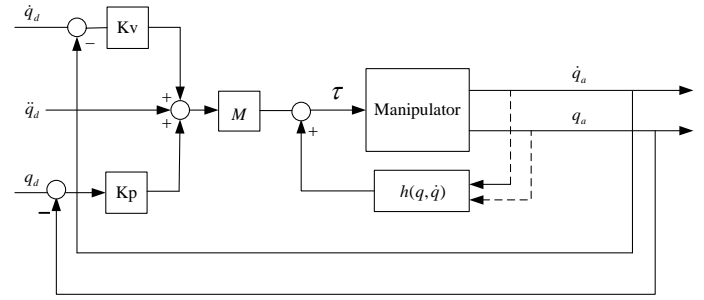 q̇_d
Kv
−
q̈_d
+
+
+
M
+
τ
Manipulator
q̇_a
q_a
h(q, q̇)
q_d
−
Kp